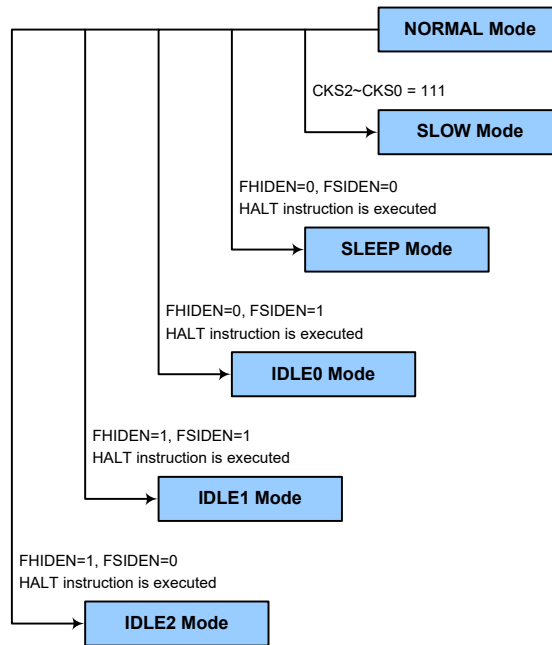 NORMAL Mode
CKS2~CKS0 = 111
SLOW Mode
FHIDEN=0, FSIDEN=0
HALT instruction is executed
SLEEP Mode
FHIDEN=0, FSIDEN=1
HALT instruction is executed
IDLE0 Mode
FHIDEN=1, FSIDEN=1
HALT instruction is executed
IDLE1 Mode
FHIDEN=1, FSIDEN=0
HALT instruction is executed
IDLE2 Mode